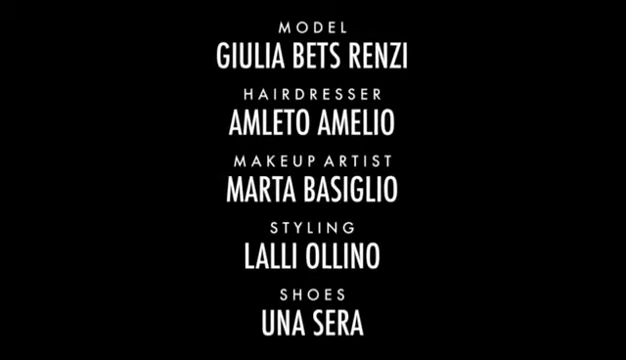 MODEL
GIULIA BETS RENZI
HAIRDRESSER
AMLETO AMELIO
MAKEUP ARTIST
MARTA BASIGLIO
STYLING
LALLI OLLINO
SHOES
UNA SERA